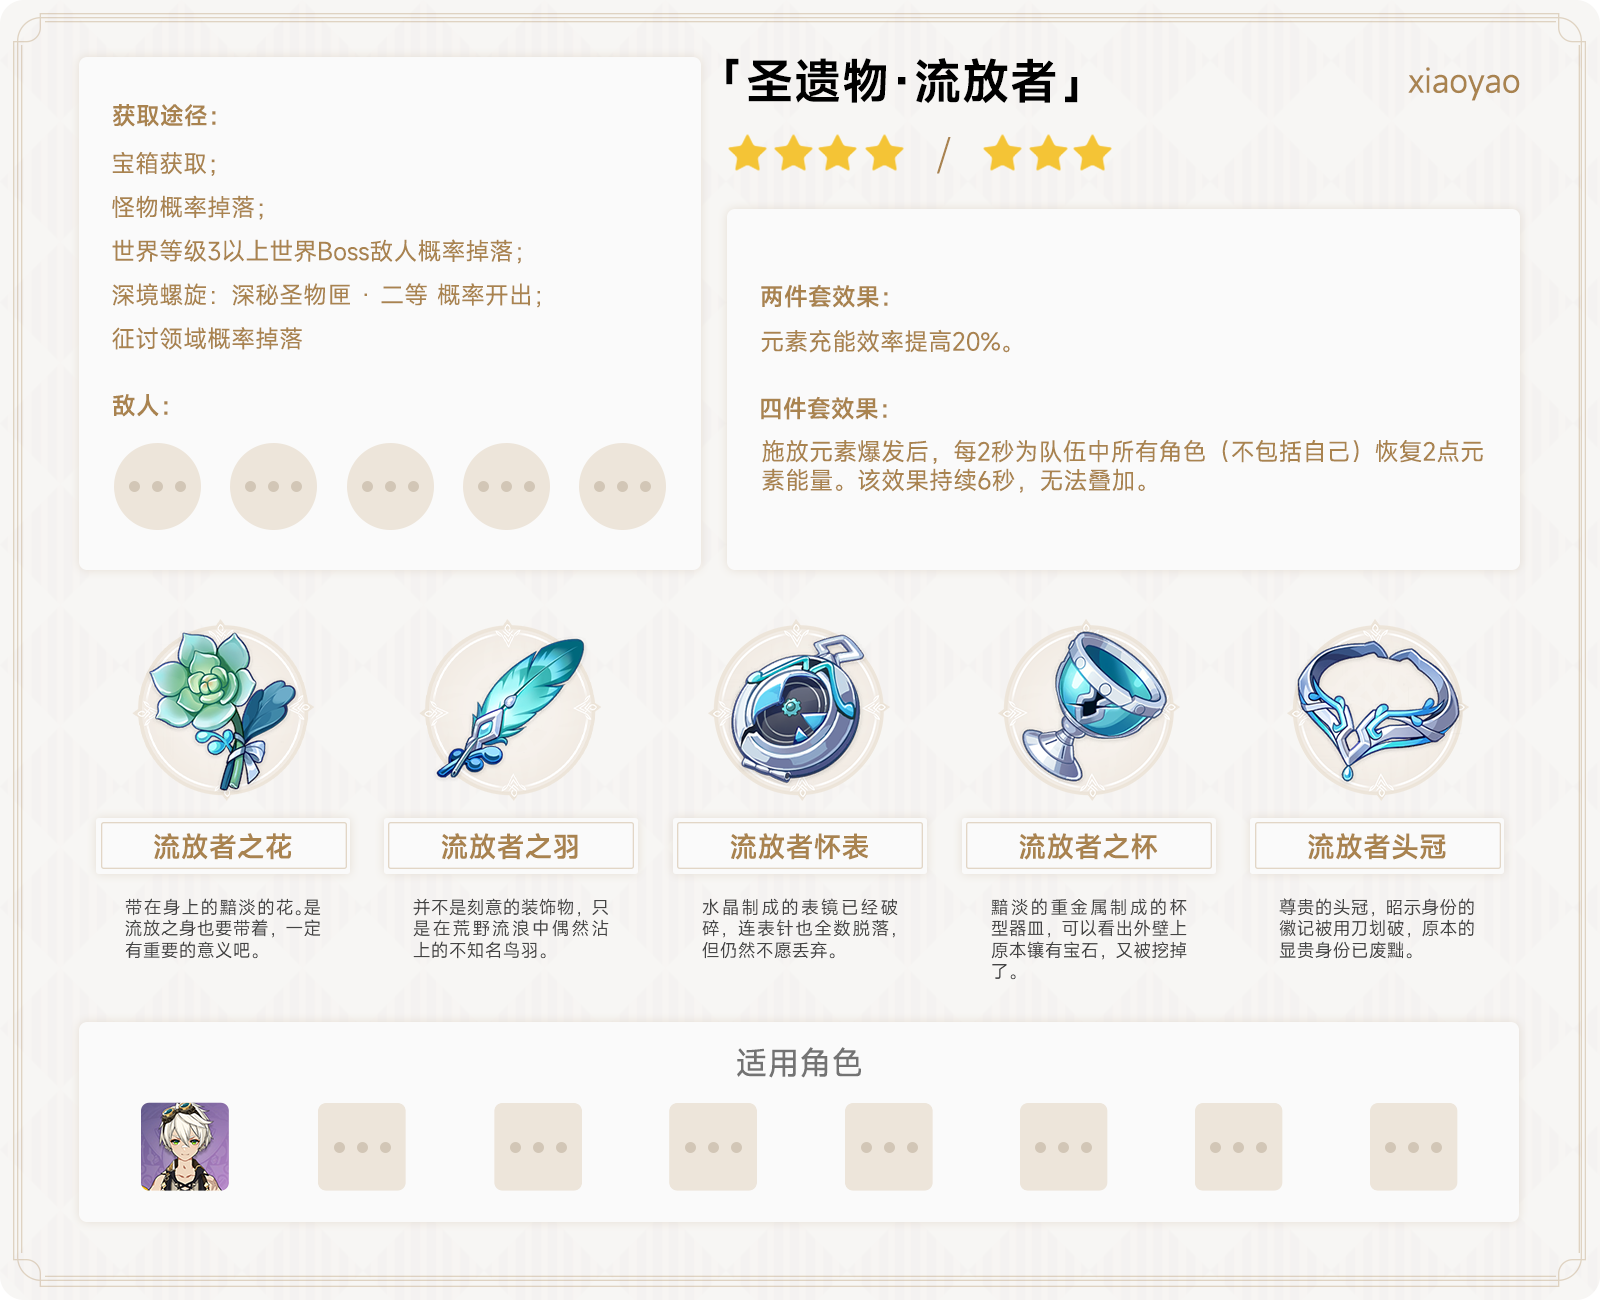 获取途径：
宝箱获取；
怪物概率掉落；
世界等级3以上世界Boss敌人概率掉落；
深境螺旋：深秘圣物匣 · 二等 概率开出；
征讨领域概率掉落
敌人：
「圣遗物·流放者」
xiaoyao
/
两件套效果：
元素充能效率提高20%。
四件套效果：
施放元素爆发后，每2秒为队伍中所有角色（不包括自己）恢复2点元
素能量。该效果持续6秒，无法叠加。
流放者之花
带在身上的黯淡的花。是
流放之身也要带着，一定
有重要的意义吧。
流放者之羽
并不是刻意的装饰物，只
是在荒野流浪中偶然沾
上的不知名鸟羽。
流放者怀表
水晶制成的表镜已经破
碎，连表针也全数脱落，
但仍然不愿丢弃。
流放者之杯
黯淡的重金属制成的杯
型器皿，可以看出外壁上
原本镶有宝石，又被挖掉
了。
流放者头冠
尊贵的头冠，昭示身份的
徽记被用刀划破，原本的
显贵身份已废黜。
适用角色